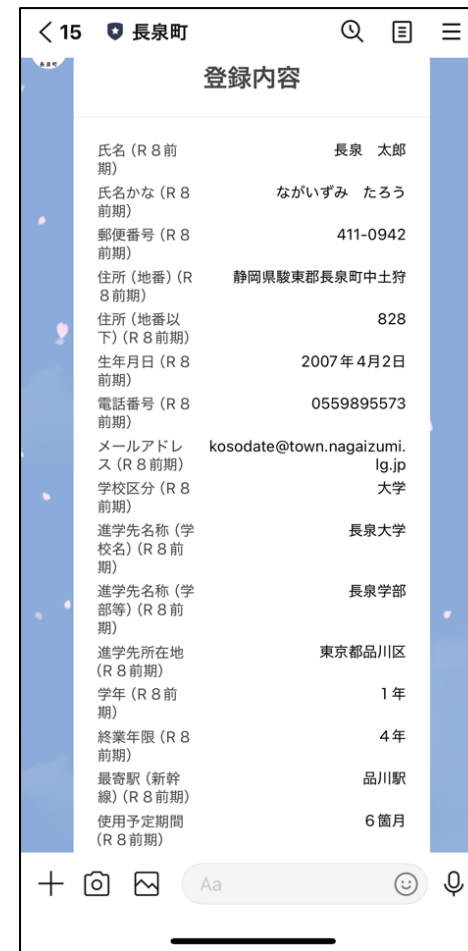 15 長泉町
長泉町
登録内容
氏名（R８前
期）
長泉　太郎
氏名かな（R８
前期）
ながいずみ　たろう
郵便番号（R８
前期）
411-0942
住所（地番）（R
８前期）
静岡県駿東郡長泉町中土狩
住所（地番以
下）（R８前期）
828
生年月日（R８
前期）
2007年4月2日
電話番号（R８
前期）
0559895573
メールアドレ
ス（R８前期）
kosodate@town.nagaizumi.
lg.jp
学校区分（R８
前期）
大学
進学先名称（学
校名）（R８前
期）
長泉大学
進学先名称（学
部等）（R８前
期）
長泉学部
進学先所在地
（R８前期）
東京都品川区
学年（R８前
期）
１年
終業年限（R８
前期）
４年
最寄駅（新幹
線）（R８前期）
品川駅
使用予定期間
（R８前期）
６箇月
Aa